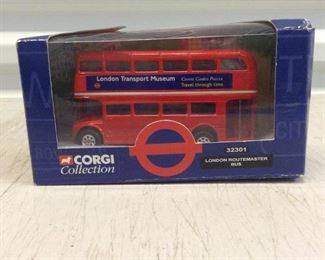 London Transport Museum
Covent Garden Piazza
Travel through time
CORGI
Collection
32301
LONDON ROUTEMASTER
BUS